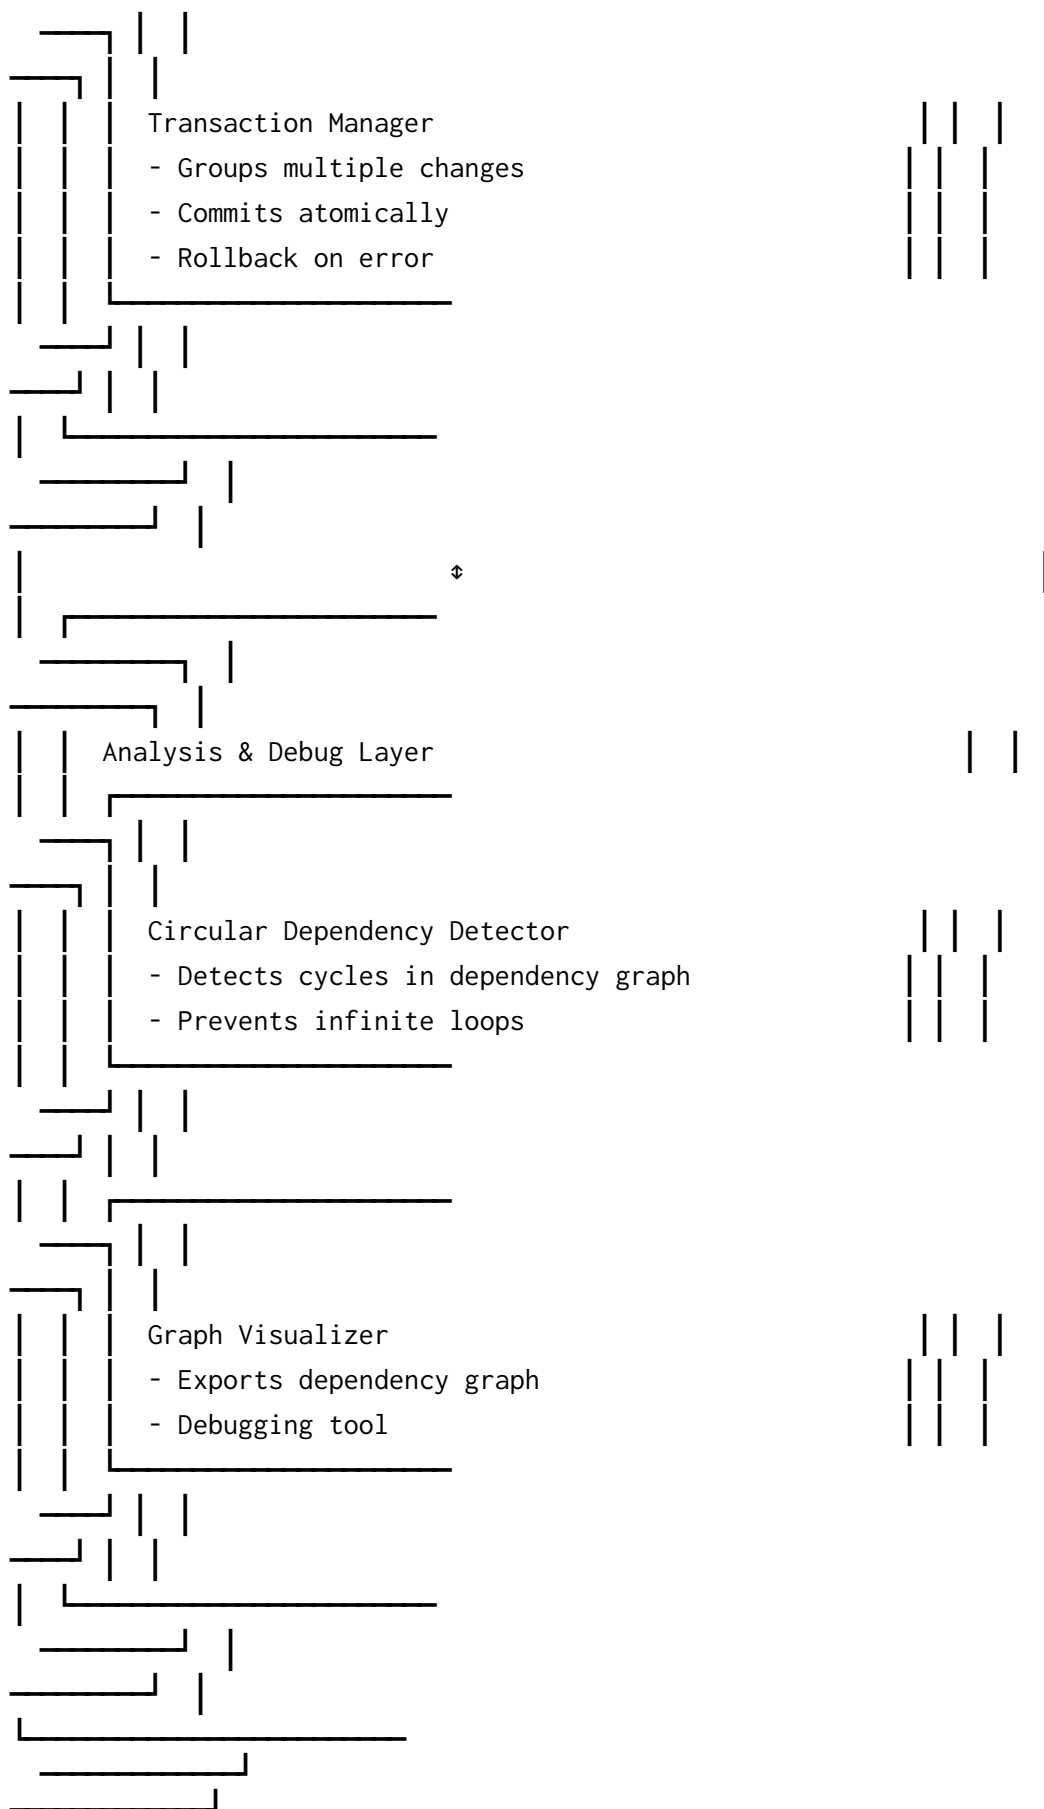 Transaction Manager
- Groups multiple changes
- Commits atomically
- Rollback on error
↕
Analysis & Debug Layer
Circular Dependency Detector
- Detects cycles in dependency graph
- Prevents infinite loops
Graph Visualizer
- Exports dependency graph
- Debugging tool